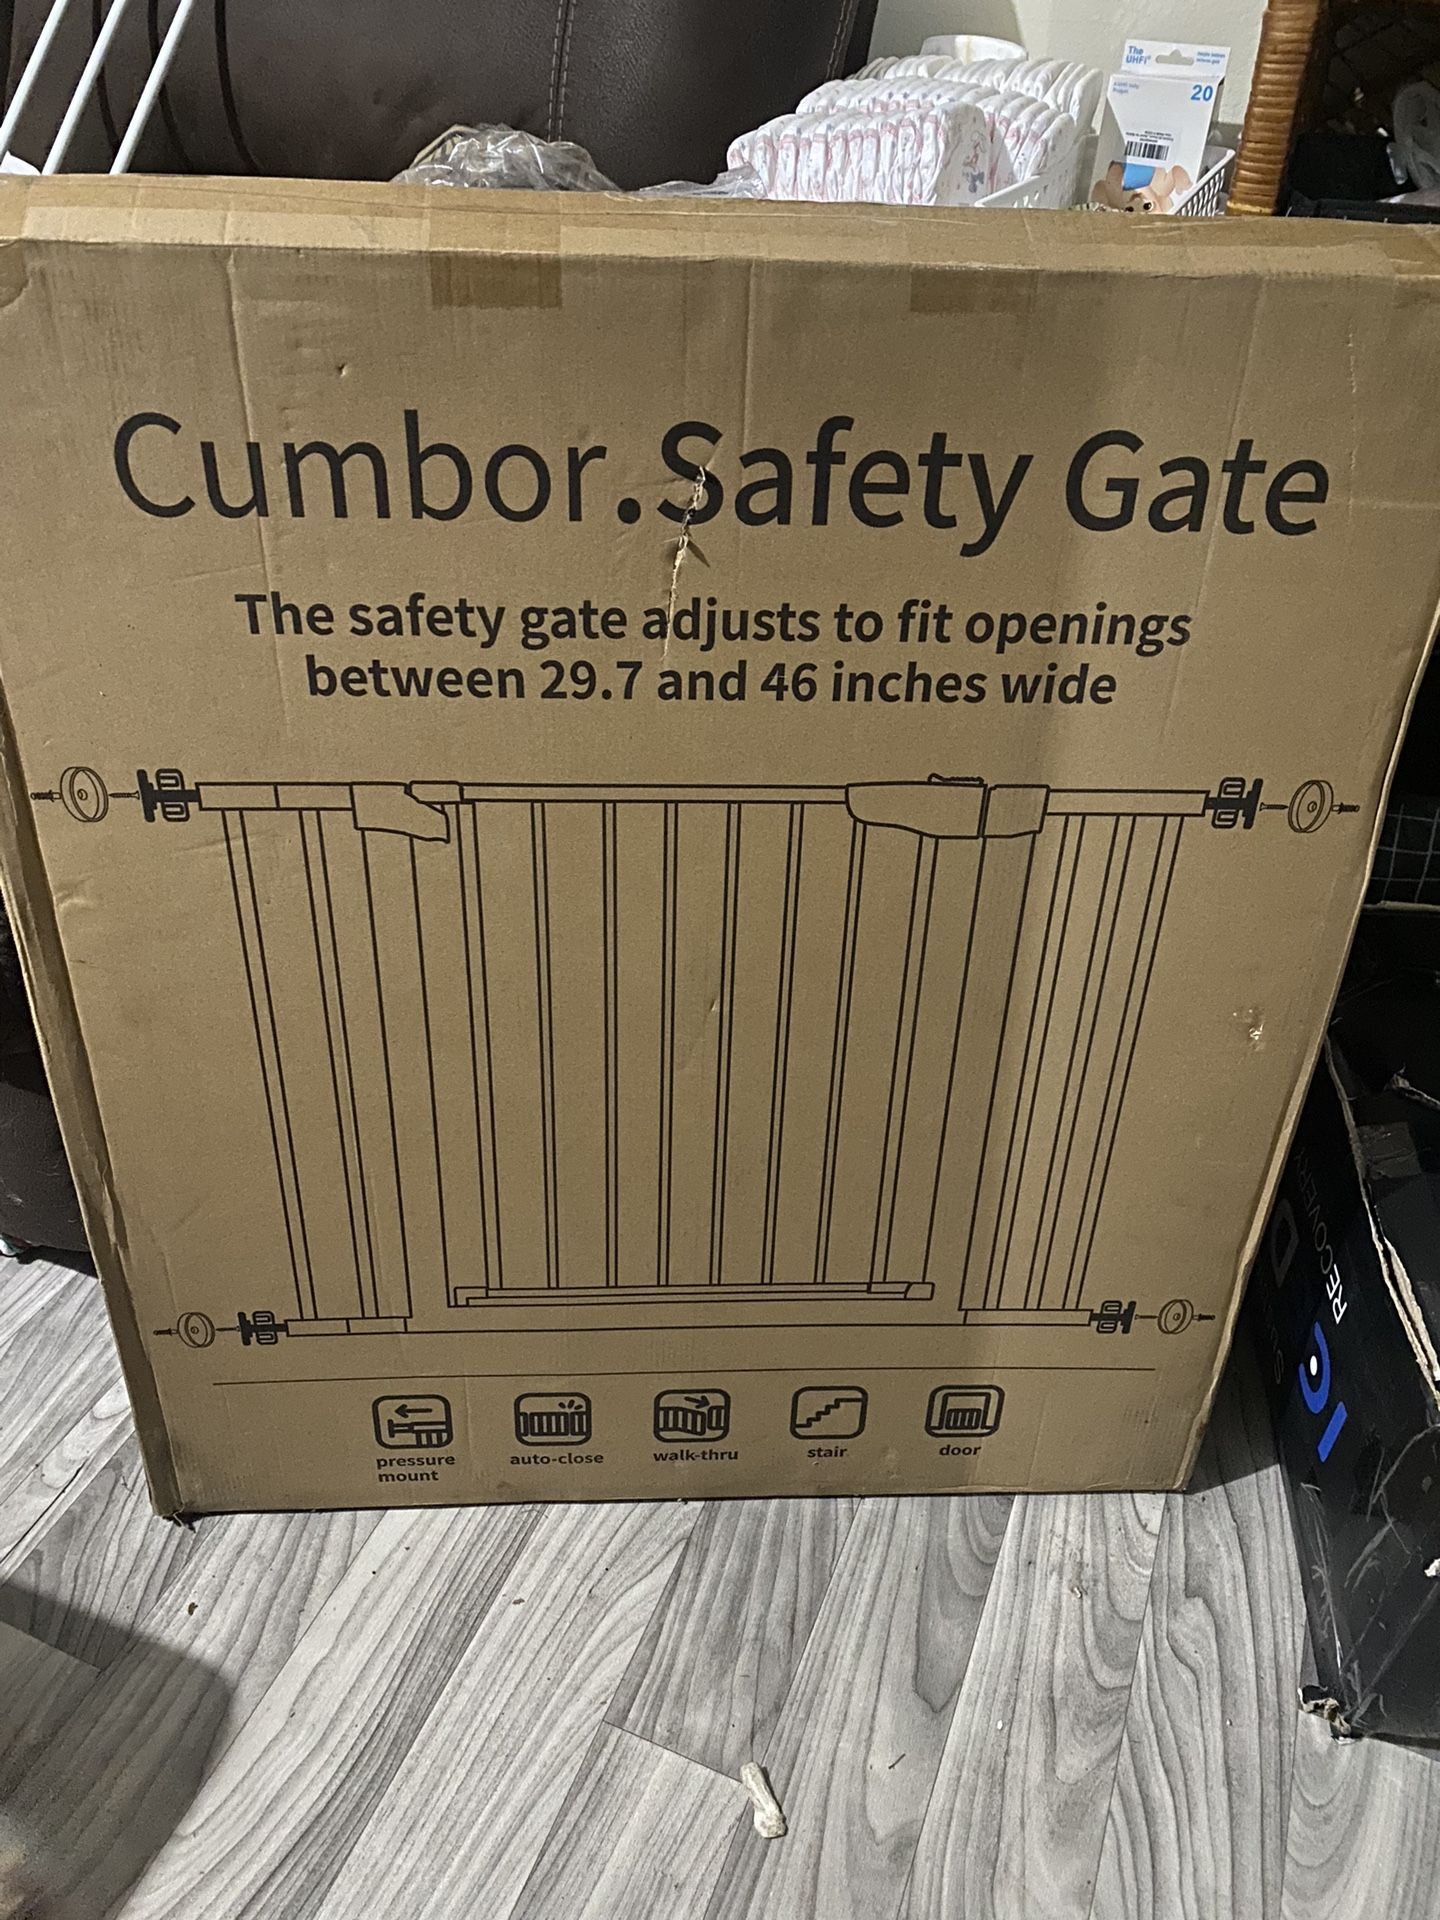 The
UHFI®
20
Cumbor.Safety Gate
The safety gate adjusts to fit openings
between 29.7 and 46 inches wide
pressure
mount
auto-close
walk-thru
stair
door
RECOVERY